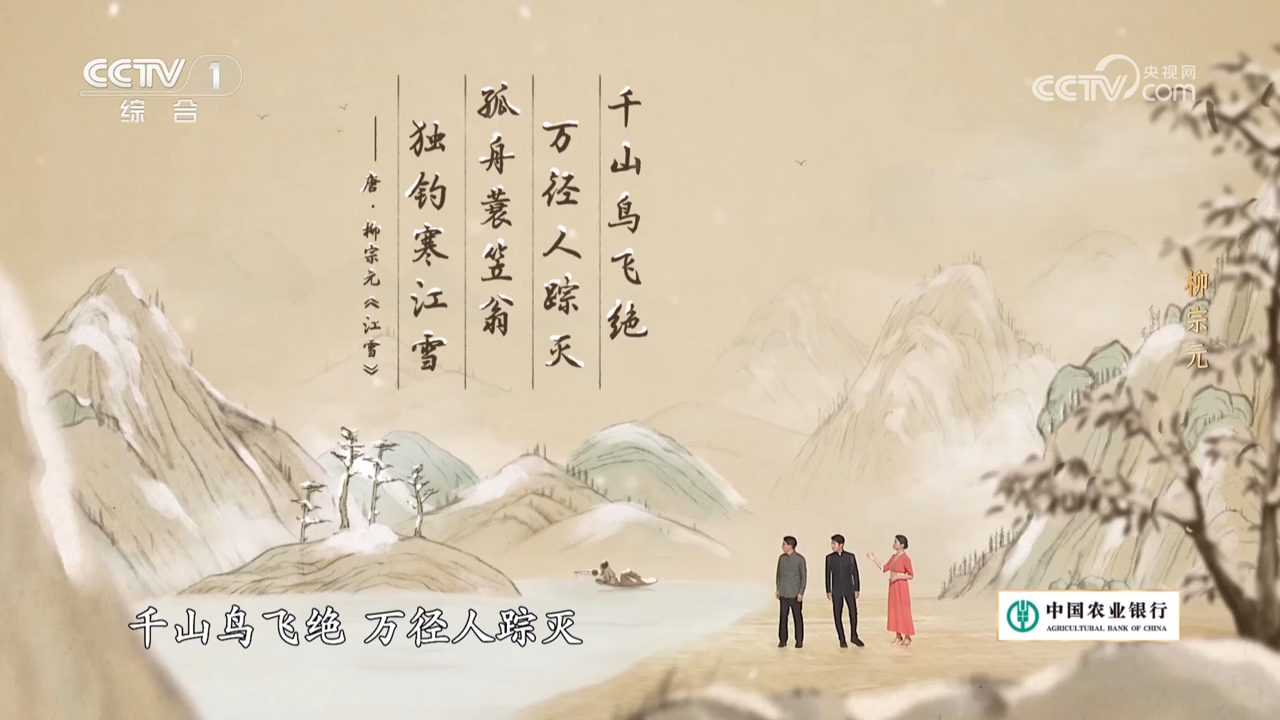 CCTV 1
综合
央视网
CCTV.com
千山鸟飞绝
万径人踪灭
孤舟蓑笠翁
独钓寒江雪
——唐·柳宗元《江雪》
柳宗元
千山鸟飞绝 万径人踪灭
中国农业银行
AGRICULTURAL BANK OF CHINA